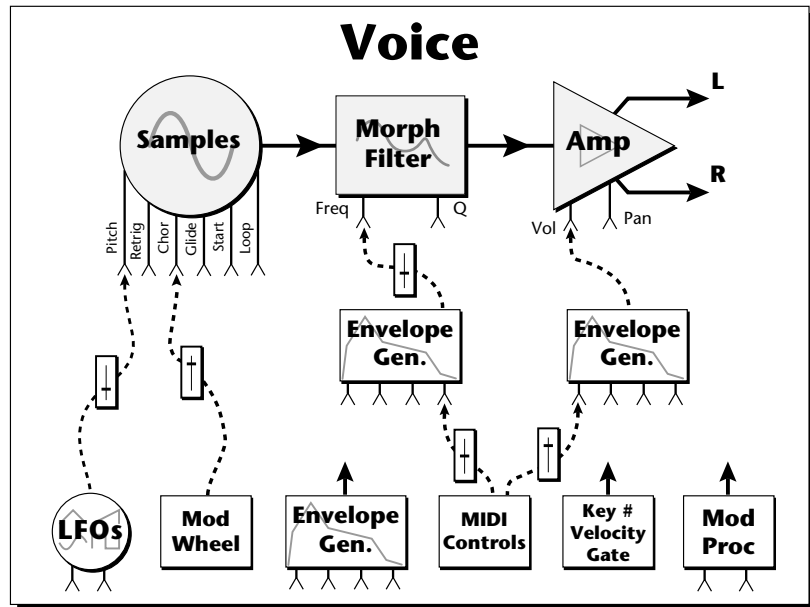 Voice
Samples
Morph
Filter
Amp
L
R
Pitch
Retrig
Chor
Glide
Start
Loop
Freq
Q
Vol
Pan
Envelope
Gen.
Envelope
Gen.
LFOs
Mod
Wheel
Envelope
Gen.
MIDI
Controls
Key #
Velocity
Gate
Mod
Proc